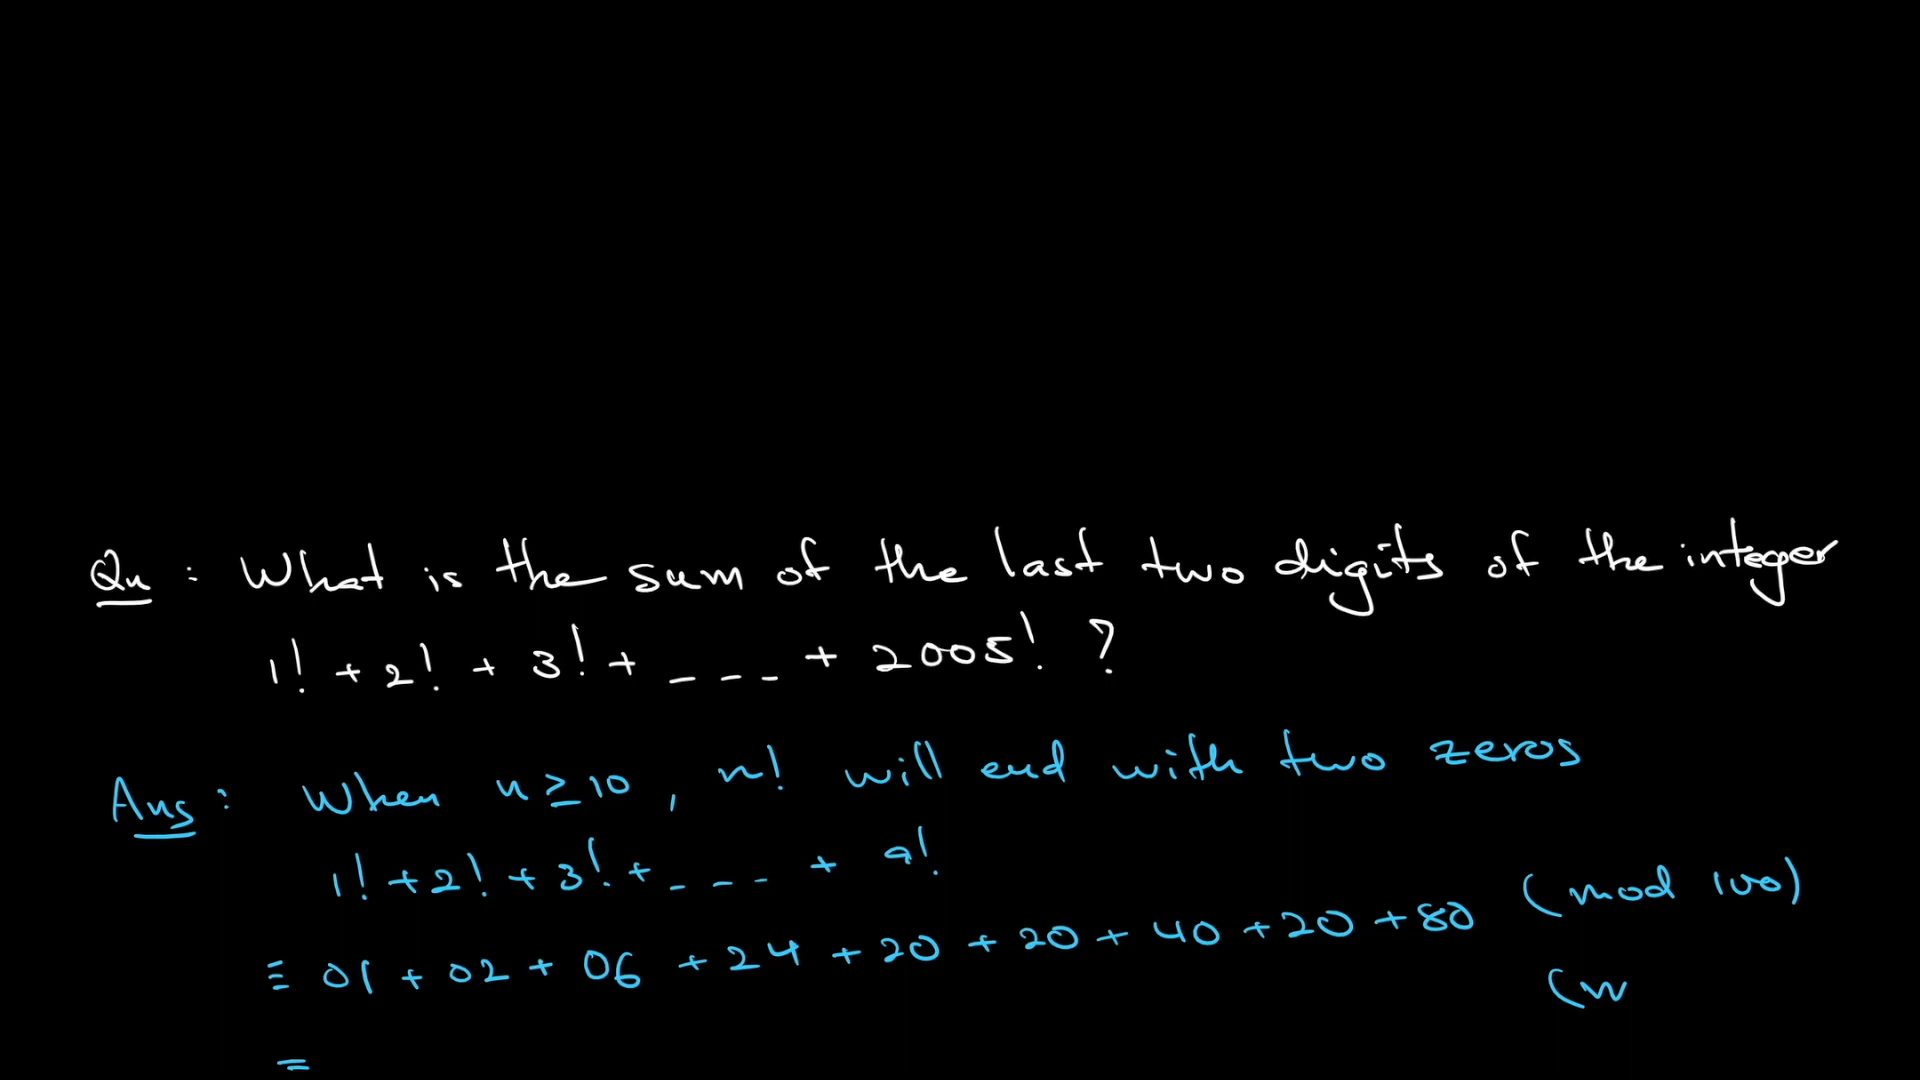 Qn : What is the sum of the last two digits of the integer
1! + 2! + 3! + --- + 2005! ?
Ans : When n ≥ 10, n! will end with two zeros
1! + 2! + 3! + --- + 9!
≡ 01 + 02 + 06 + 24 + 20 + 20 + 40 + 20 + 80 (mod 100)
(m
=